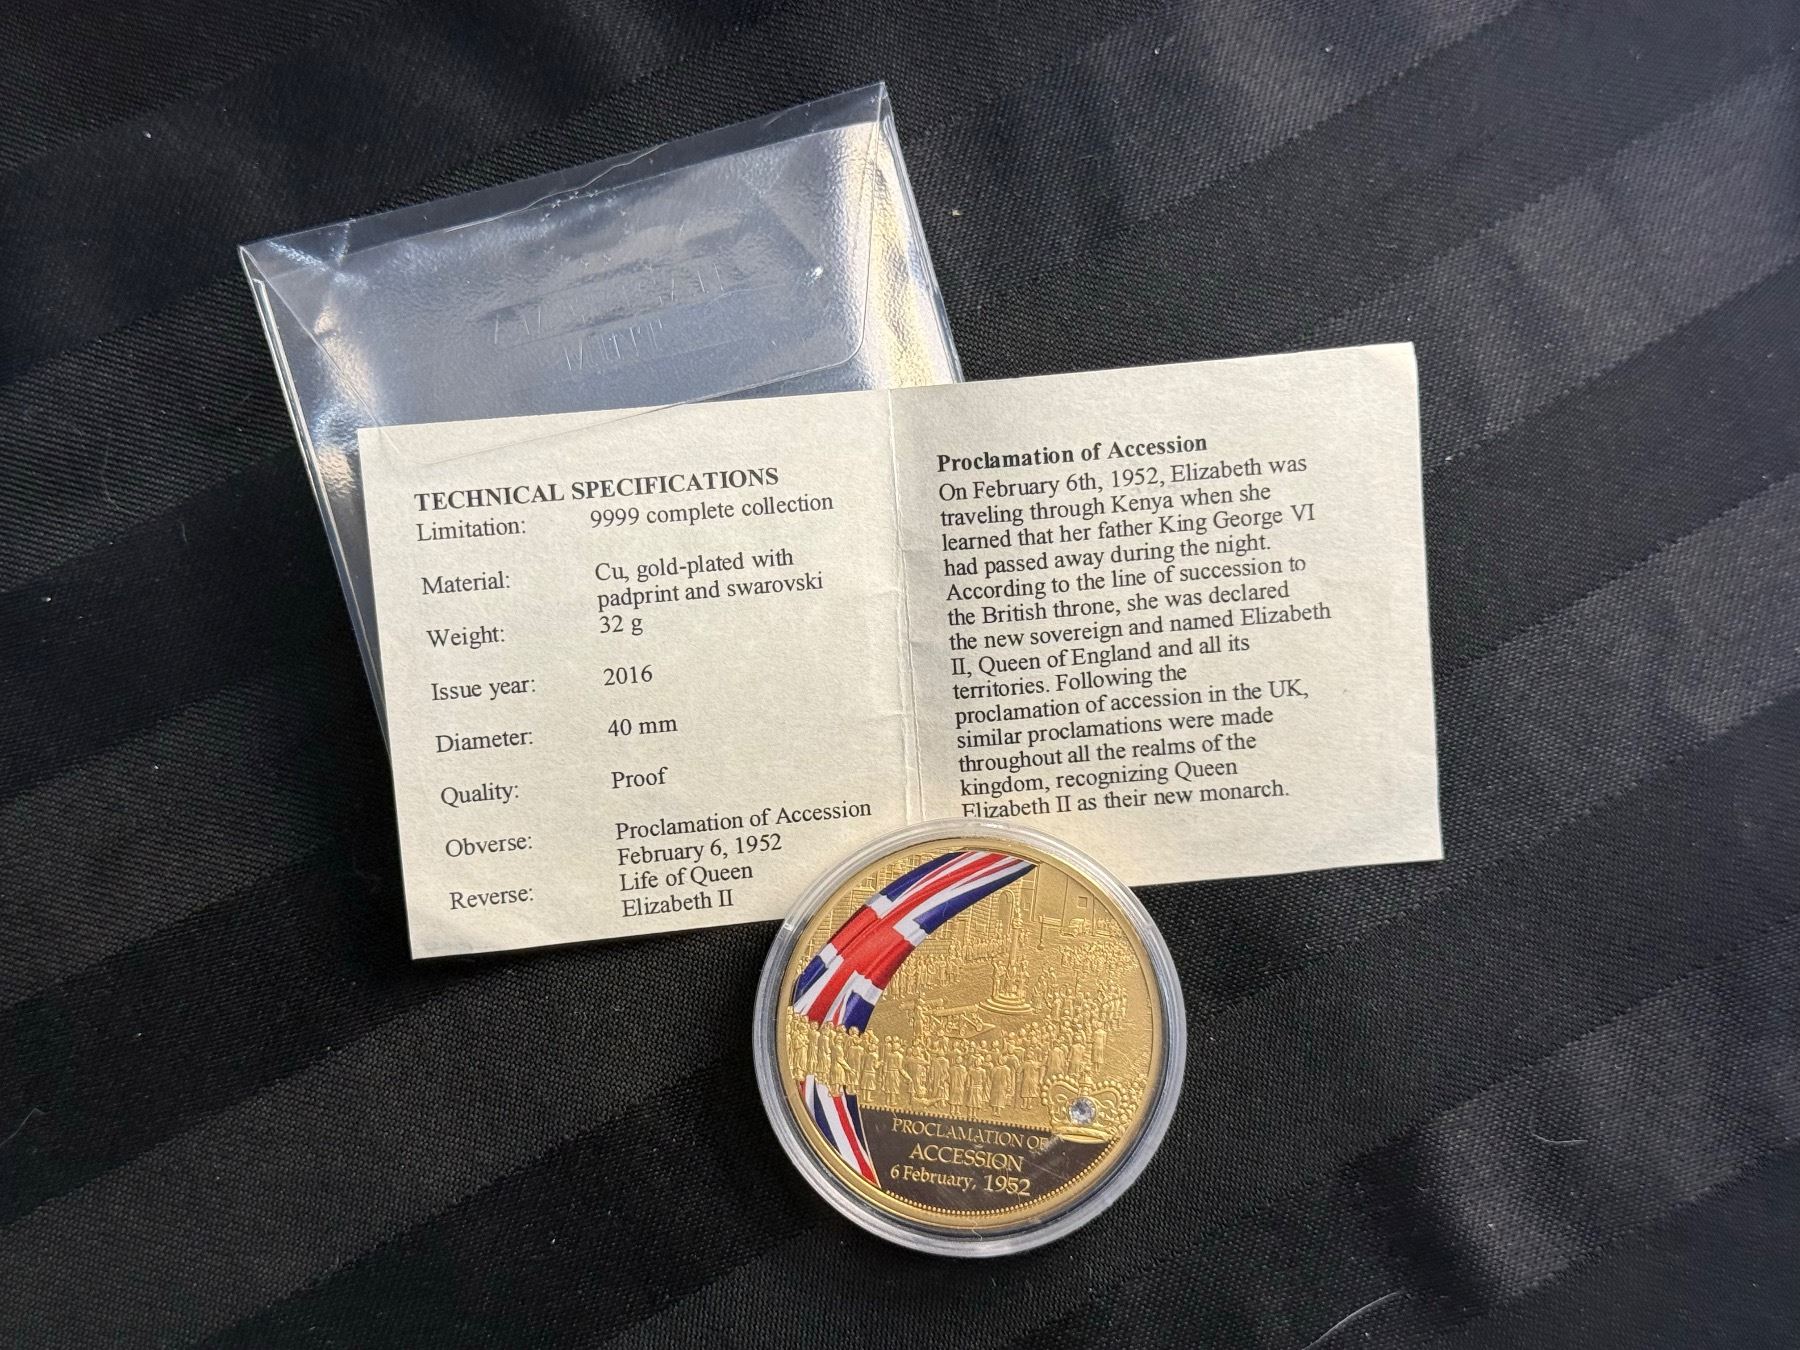 TECHNICAL SPECIFICATIONS
Limitation: 9999 complete collection
Material: Cu, gold-plated with
padprint and swarovski
Weight: 32 g
Issue year: 2016
Diameter: 40 mm
Quality: Proof
Obverse: Proclamation of Accession
February 6, 1952
Reverse: Life of Queen
Elizabeth II
Proclamation of Accession
On February 6th, 1952, Elizabeth was
traveling through Kenya when she
learned that her father King George VI
had passed away during the night.
According to the line of succession to
the British throne, she was declared
the new sovereign and named Elizabeth
II, Queen of England and all its
territories. Following the
proclamation of accession in the UK,
similar proclamations were made
throughout all the realms of the
kingdom, recognizing Queen
Elizabeth II as their new monarch.
PROCLAMATION OF
ACCESSION
6 February, 1952